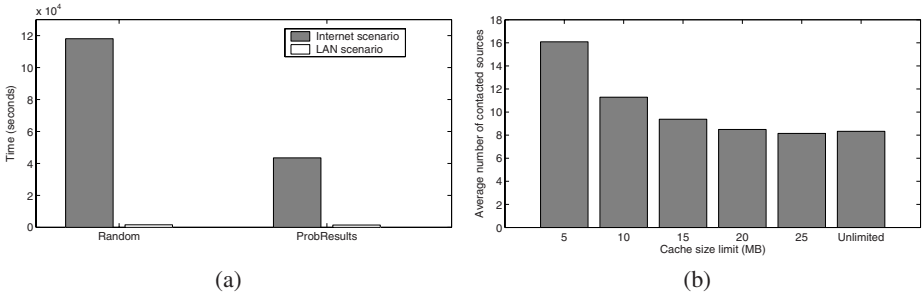 x 10⁴
12
10
8
6
4
2
0
Time (seconds)
Internet scenario
LAN scenario
Random ProbResults
(a)
18
16
14
12
10
8
6
4
2
0
Average number of contacted sources
5 10 15 20 25 Unlimited
Cache size limit (MB)
(b)